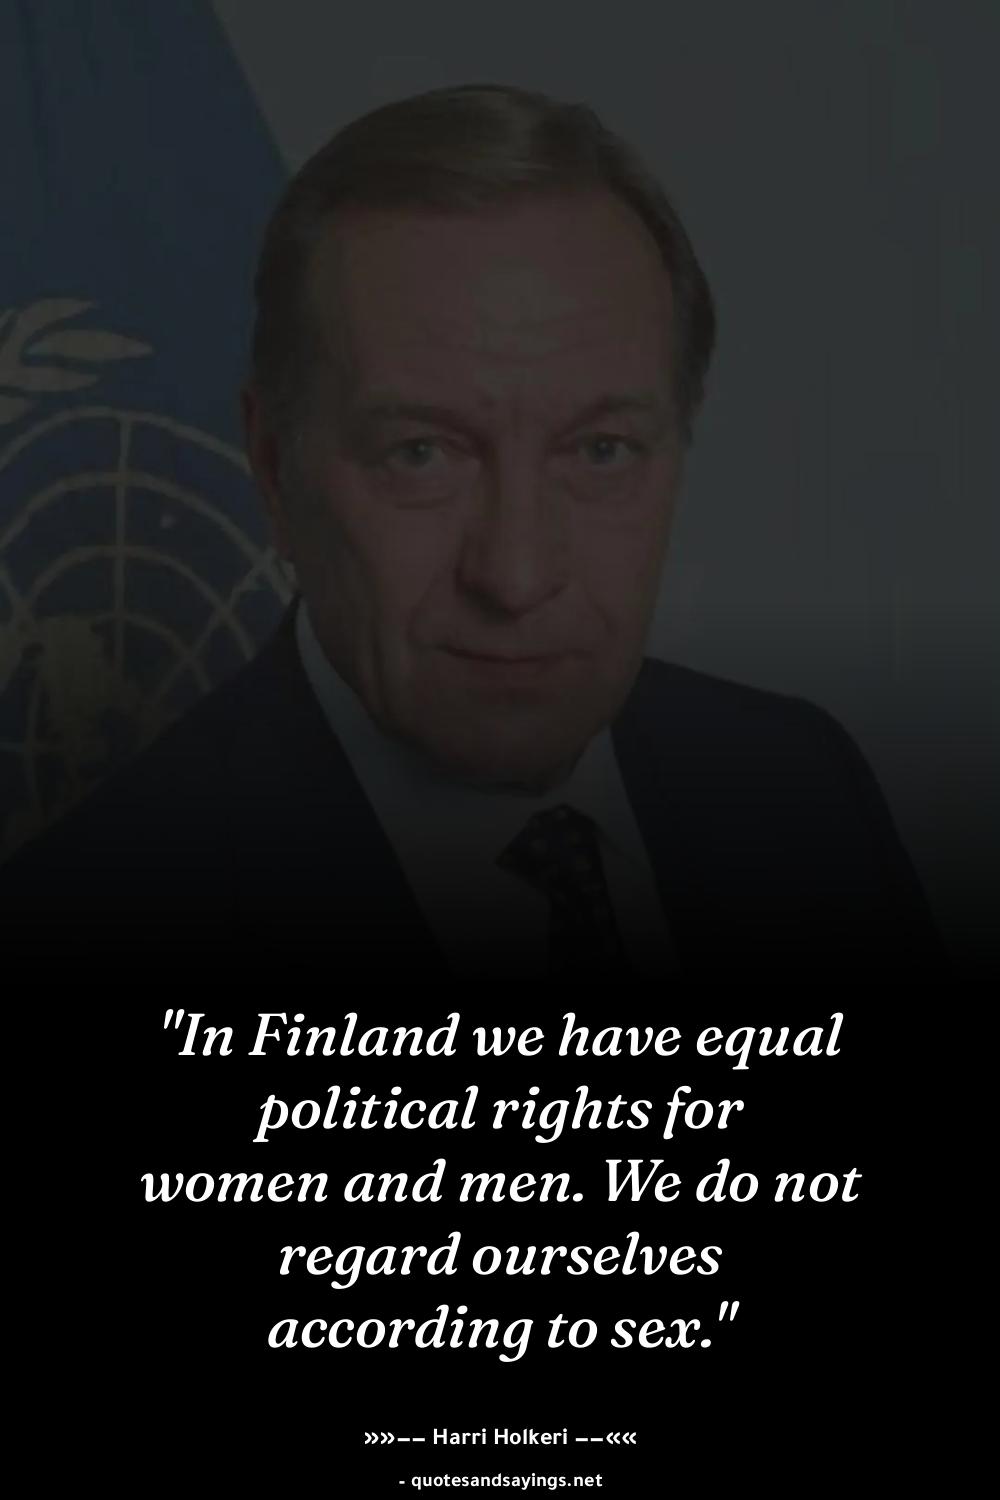 "In Finland we have equal
political rights for
women and men. We do not
regard ourselves
according to sex."
»»−− Harri Holkeri −−««
- quotesandsayings.net